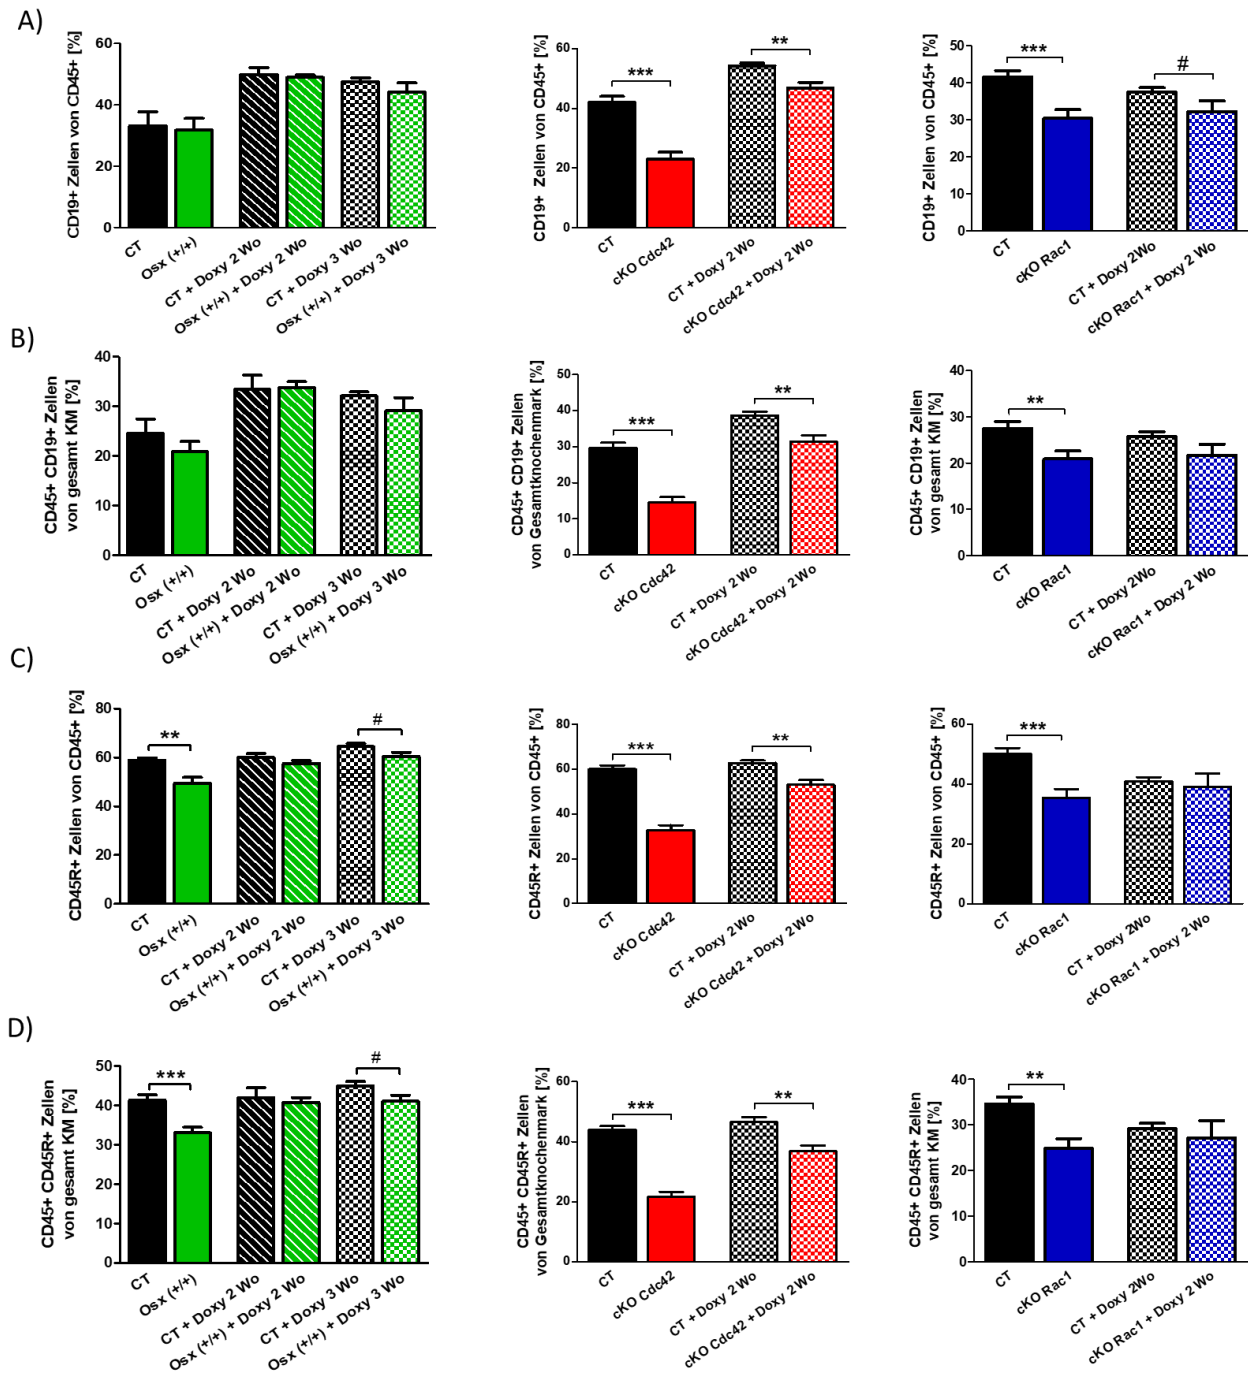 A)
CD19+ Zellen von CD45+ [%]
60
40
20
0
CT
Osx (+/+)
CT + Doxy 2 Wo
Osx (+/+) + Doxy 2 Wo
CT + Doxy 3 Wo
Osx (+/+) + Doxy 3 Wo
CD19+ Zellen von CD45+ [%]
60
40
20
0
***
**
CT
cKO Cdc42
CT + Doxy 2 Wo
cKO Cdc42 + Doxy 2 Wo
CD19+ Zellen von CD45+ [%]
50
40
30
20
10
0
***
#
CT
cKO Rac1
CT + Doxy 2Wo
cKO Rac1 + Doxy 2 Wo
B)
CD45+ CD19+ Zellen
von gesamt KM [%]
40
30
20
10
0
CT
Osx (+/+)
CT + Doxy 2 Wo
Osx (+/+) + Doxy 2 Wo
CT + Doxy 3 Wo
Osx (+/+) + Doxy 3 Wo
CD45+ CD19+ Zellen
von Gesamtknochenmark [%]
50
40
30
20
10
0
***
**
CT
cKO Cdc42
CT + Doxy 2 Wo
cKO Cdc42 + Doxy 2 Wo
CD45+ CD19+ Zellen
von gesamt KM [%]
40
30
20
10
0
**
CT
cKO Rac1
CT + Doxy 2Wo
cKO Rac1 + Doxy 2 Wo
C)
CD45R+ Zellen von CD45+ [%]
80
60
40
20
0
**
#
CT
Osx (+/+)
CT + Doxy 2 Wo
Osx (+/+) + Doxy 2 Wo
CT + Doxy 3 Wo
Osx (+/+) + Doxy 3 Wo
CD45R+ Zellen von CD45+ [%]
80
60
40
20
0
***
**
CT
cKO Cdc42
CT + Doxy 2 Wo
cKO Cdc42 + Doxy 2 Wo
CD45R+ Zellen von CD45+ [%]
60
40
20
0
***
CT
cKO Rac1
CT + Doxy 2Wo
cKO Rac1 + Doxy 2 Wo
D)
CD45+ CD45R+ Zellen
von gesamt KM [%]
50
40
30
20
10
0
***
#
CT
Osx (+/+)
CT + Doxy 2 Wo
Osx (+/+) + Doxy 2 Wo
CT + Doxy 3 Wo
Osx (+/+) + Doxy 3 Wo
CD45+ CD45R+ Zellen
von Gesamtknochenmark [%]
60
40
20
0
***
**
CT
cKO Cdc42
CT + Doxy 2 Wo
cKO Cdc42 + Doxy 2 Wo
CD45+ CD45R+ Zellen
von gesamt KM [%]
40
30
20
10
0
**
CT
cKO Rac1
CT + Doxy 2Wo
cKO Rac1 + Doxy 2 Wo